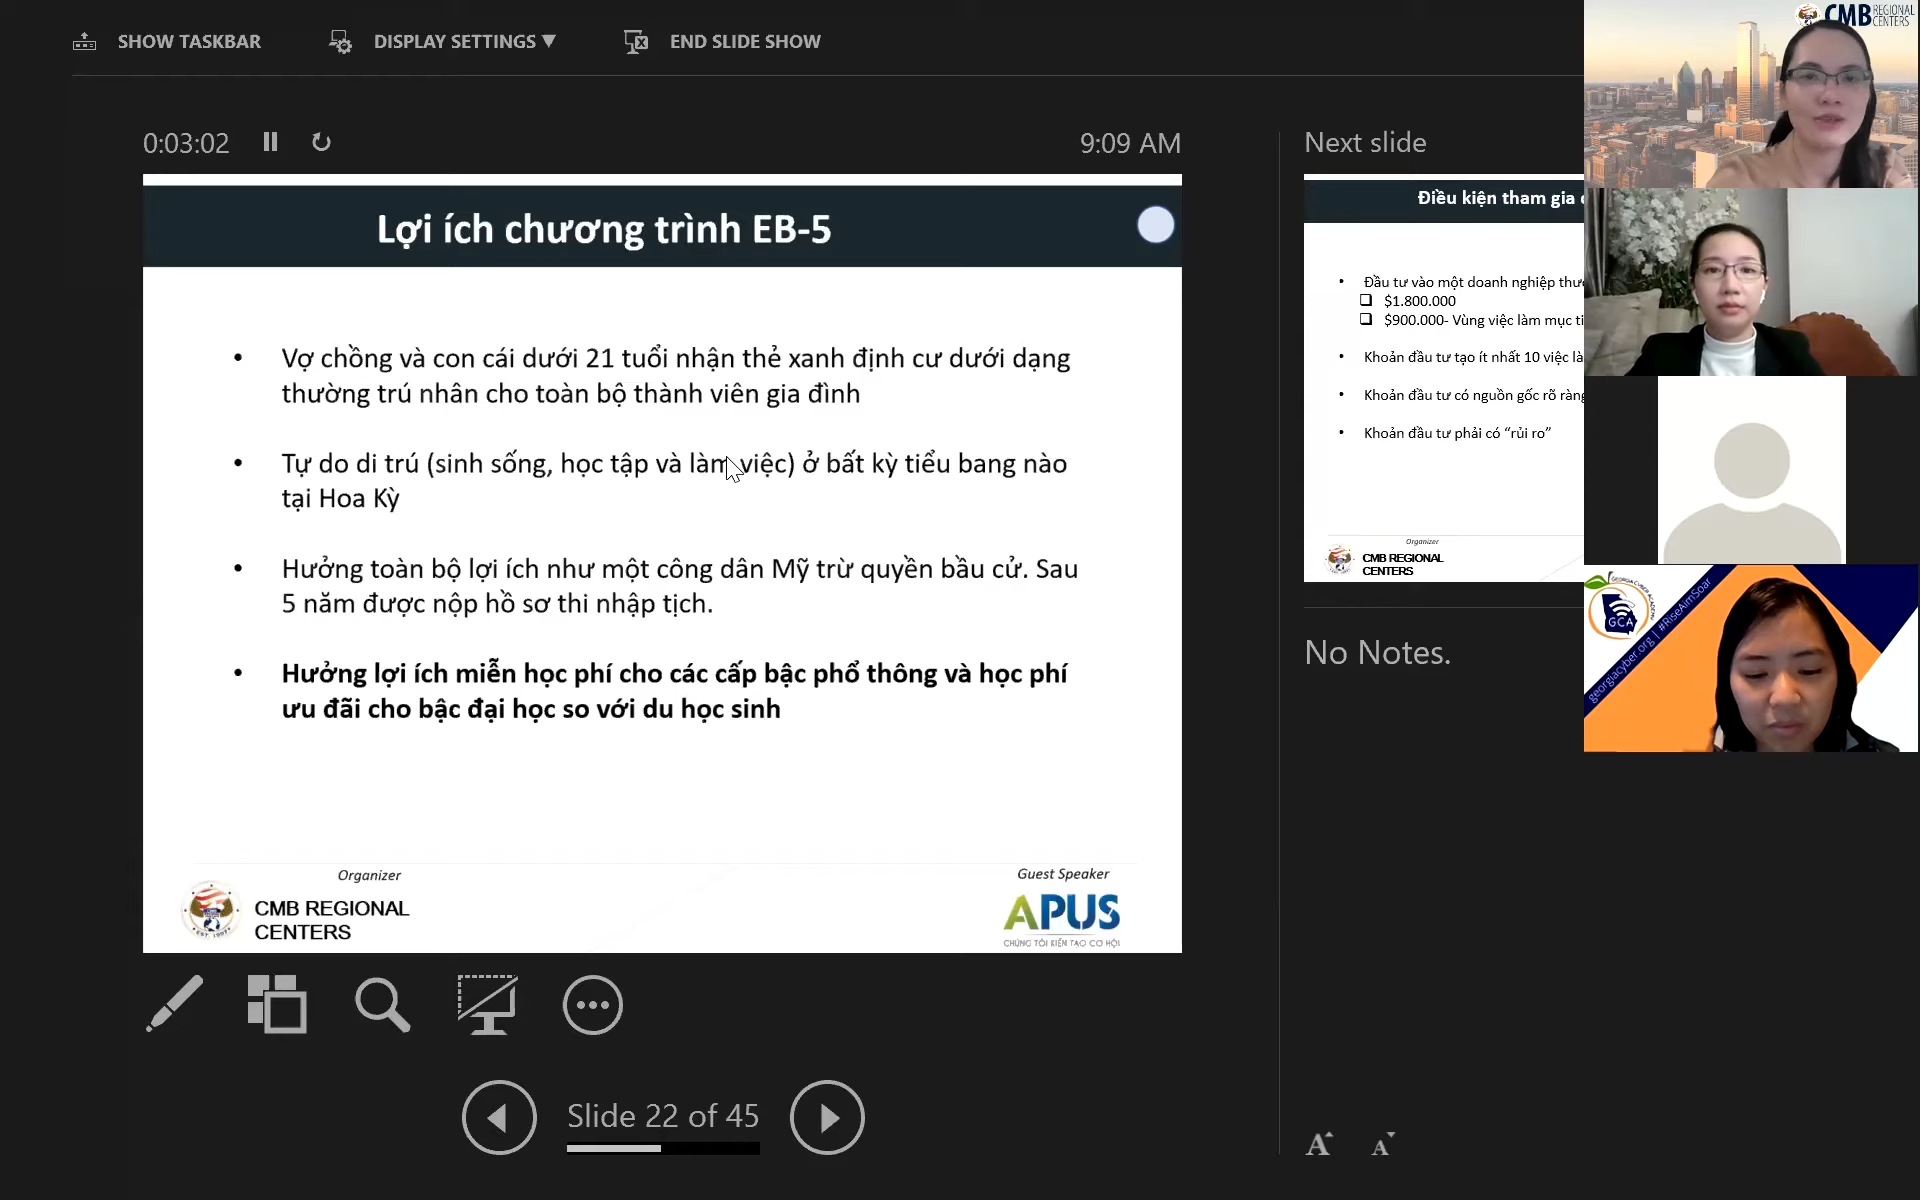 SHOW TASKBAR
DISPLAY SETTINGS ▼
END SLIDE SHOW
0:03:02
9:09 AM
Lợi ích chương trình EB-5
• Vợ chồng và con cái dưới 21 tuổi nhận thẻ xanh định cư dưới dạng
thường trú nhân cho toàn bộ thành viên gia đình
• Tự do di trú (sinh sống, học tập và làm việc) ở bất kỳ tiểu bang nào
tại Hoa Kỳ
• Hưởng toàn bộ lợi ích như một công dân Mỹ trừ quyền bầu cử. Sau
5 năm được nộp hồ sơ thi nhập tịch.
• Hưởng lợi ích miễn học phí cho các cấp bậc phổ thông và học phí
ưu đãi cho bậc đại học so với du học sinh
Organizer
CMB REGIONAL
CENTERS
Guest Speaker
APUS
CHÚNG TÔI KIẾN TẠO CƠ HỘI
Slide 22 of 45
Next slide
Điều kiện tham gia
• Đầu tư vào một doanh nghiệp
❑ $1.800.000
❑ $900.000- Vùng việc làm mục
• Khoản đầu tư tạo ít nhất 10 việc
• Khoản đầu tư có nguồn gốc rõ ràng
• Khoản đầu tư phải có “rủi ro”
Organizer
CMB REGIONAL
CENTERS
No Notes.
A A
CMB REGIONAL
CENTERS
GEORGIA CYBER ACADEMY
GCA
georgiacyber.org | #RiseAimSoar